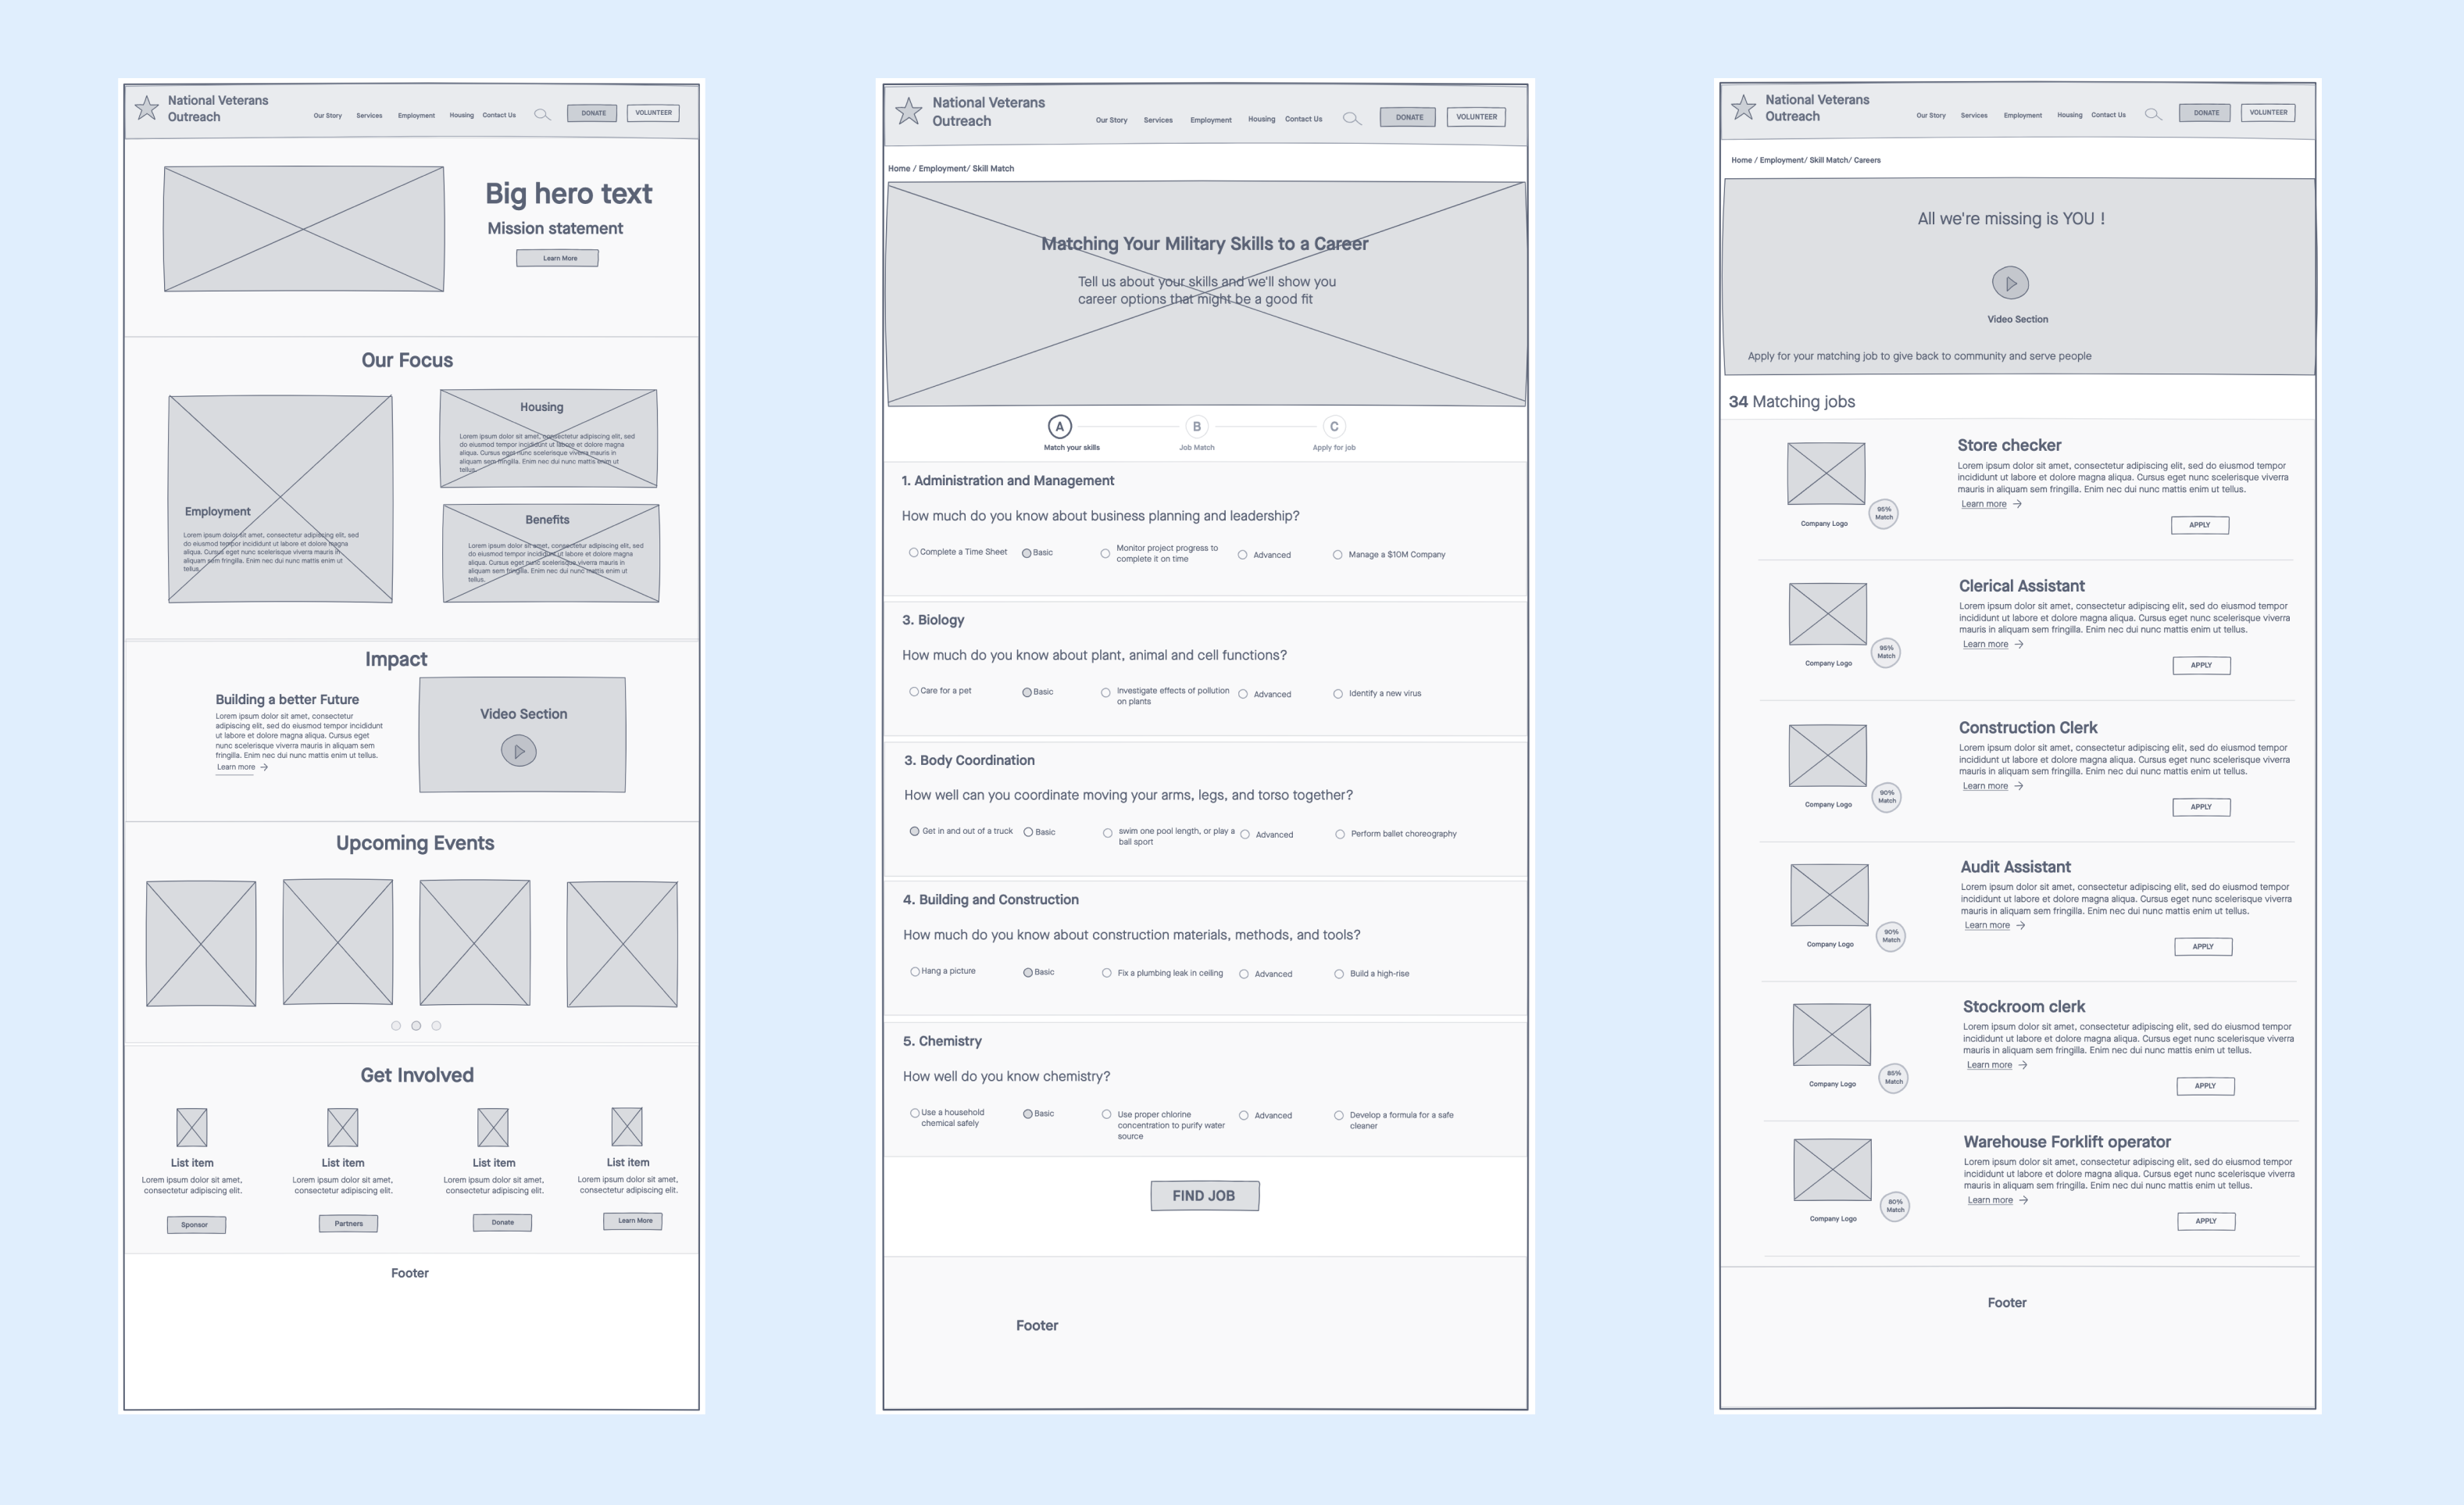 National Veterans
Outreach
Our Story
Services
Employment
Housing
Contact Us
DONATE
VOLUNTEER
Big hero text
Mission statement
Learn More
Our Focus
Employment
Lorem ipsum dolor sit amet, consectetur adipiscing elit, sed
do eiusmod tempor incididunt ut labore et dolore magna
aliqua. Cursus eget nunc scelerisque viverra mauris in
aliquam sem fringilla. Enim nec dui nunc mattis enim ut
tellus.
Housing
Lorem ipsum dolor sit amet, consectetur adipiscing elit, sed
do eiusmod tempor incididunt ut labore et dolore magna
aliqua. Cursus eget nunc scelerisque viverra mauris in
aliquam sem fringilla. Enim nec dui nunc mattis enim ut
tellus.
Benefits
Lorem ipsum dolor sit amet, consectetur adipiscing elit, sed
do eiusmod tempor incididunt ut labore et dolore magna
aliqua. Cursus eget nunc scelerisque viverra mauris in
aliquam sem fringilla. Enim nec dui nunc mattis enim ut
tellus.
Impact
Building a better Future
Lorem ipsum dolor sit amet, consectetur
adipiscing elit, sed do eiusmod tempor incididunt
ut labore et dolore magna aliqua. Cursus eget
nunc scelerisque viverra mauris in aliquam sem
fringilla. Enim nec dui nunc mattis enim ut tellus.
Learn more →
Video Section
Upcoming Events
Get Involved
List item
Lorem ipsum dolor sit amet,
consectetur adipiscing elit.
Sponsor
List item
Lorem ipsum dolor sit amet,
consectetur adipiscing elit.
Partners
List item
Lorem ipsum dolor sit amet,
consectetur adipiscing elit.
Donate
List item
Lorem ipsum dolor sit amet,
consectetur adipiscing elit.
Learn More
Footer
National Veterans
Outreach
Our Story
Services
Employment
Housing
Contact Us
DONATE
VOLUNTEER
Home / Employment/ Skill Match
Matching Your Military Skills to a Career
Tell us about your skills and we'll show you
career options that might be a good fit
A
B
C
Match your skills
Job Match
Apply for job
1. Administration and Management
How much do you know about business planning and leadership?
Complete a Time Sheet
Basic
Monitor project progress to
complete it on time
Advanced
Manage a $10M Company
3. Biology
How much do you know about plant, animal and cell functions?
Care for a pet
Basic
Investigate effects of pollution
on plants
Advanced
Identify a new virus
3. Body Coordination
How well can you coordinate moving your arms, legs, and torso together?
Get in and out of a truck
Basic
swim one pool length, or play a
ball sport
Advanced
Perform ballet choreography
4. Building and Construction
How much do you know about construction materials, methods, and tools?
Hang a picture
Basic
Fix a plumbing leak in ceiling
Advanced
Build a high-rise
5. Chemistry
How well do you know chemistry?
Use a household
chemical safely
Basic
Use proper chlorine
concentration to purify water
source
Advanced
Develop a formula for a safe
cleaner
FIND JOB
Footer
National Veterans
Outreach
Our Story
Services
Employment
Housing
Contact Us
DONATE
VOLUNTEER
Home / Employment/ Skill Match/ Careers
All we're missing is YOU !
Video Section
Apply for your matching job to give back to community and serve people
34 Matching jobs
Company Logo
95%
Match
Store checker
Lorem ipsum dolor sit amet, consectetur adipiscing elit, sed do eiusmod tempor
incididunt ut labore et dolore magna aliqua. Cursus eget nunc scelerisque viverra
mauris in aliquam sem fringilla. Enim nec dui nunc mattis enim ut tellus.
Learn more →
APPLY
Company Logo
95%
Match
Clerical Assistant
Lorem ipsum dolor sit amet, consectetur adipiscing elit, sed do eiusmod tempor
incididunt ut labore et dolore magna aliqua. Cursus eget nunc scelerisque viverra
mauris in aliquam sem fringilla. Enim nec dui nunc mattis enim ut tellus.
Learn more →
APPLY
Company Logo
90%
Match
Construction Clerk
Lorem ipsum dolor sit amet, consectetur adipiscing elit, sed do eiusmod tempor
incididunt ut labore et dolore magna aliqua. Cursus eget nunc scelerisque viverra
mauris in aliquam sem fringilla. Enim nec dui nunc mattis enim ut tellus.
Learn more →
APPLY
Company Logo
90%
Match
Audit Assistant
Lorem ipsum dolor sit amet, consectetur adipiscing elit, sed do eiusmod tempor
incididunt ut labore et dolore magna aliqua. Cursus eget nunc scelerisque viverra
mauris in aliquam sem fringilla. Enim nec dui nunc mattis enim ut tellus.
Learn more →
APPLY
Company Logo
85%
Match
Stockroom clerk
Lorem ipsum dolor sit amet, consectetur adipiscing elit, sed do eiusmod tempor
incididunt ut labore et dolore magna aliqua. Cursus eget nunc scelerisque viverra
mauris in aliquam sem fringilla. Enim nec dui nunc mattis enim ut tellus.
Learn more →
APPLY
Company Logo
80%
Match
Warehouse Forklift operator
Lorem ipsum dolor sit amet, consectetur adipiscing elit, sed do eiusmod tempor
incididunt ut labore et dolore magna aliqua. Cursus eget nunc scelerisque viverra
mauris in aliquam sem fringilla. Enim nec dui nunc mattis enim ut tellus.
Learn more →
APPLY
Footer